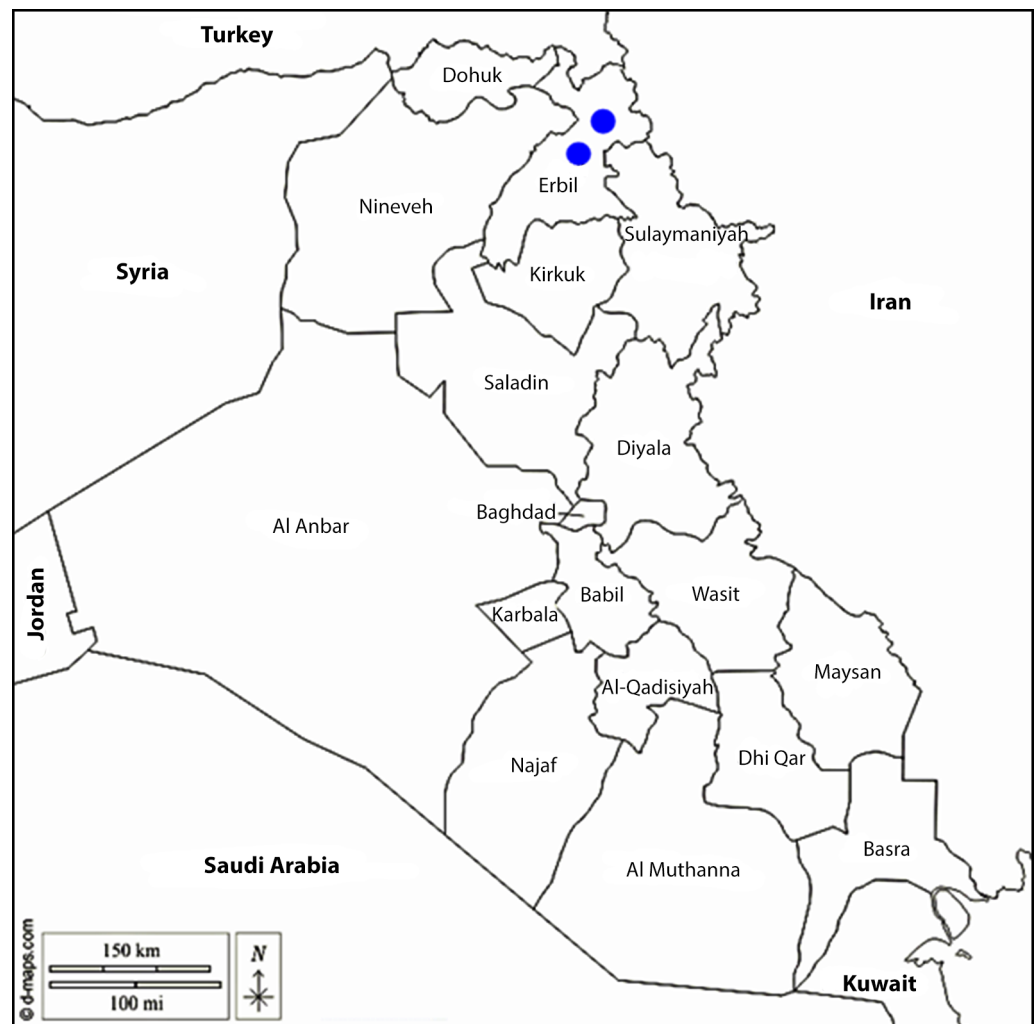 Turkey
Dohuk
Erbil
Nineveh
Sulaymaniyah
Syria
Kirkuk
Iran
Saladin
Diyala
Baghdad
Al Anbar
Jordan
Babil
Wasit
Karbala
Maysan
Al-Qadisiyah
Najaf
Dhi Qar
Basra
Saudi Arabia
Al Muthanna
Kuwait
© d-maps.com
150 km
100 mi
N